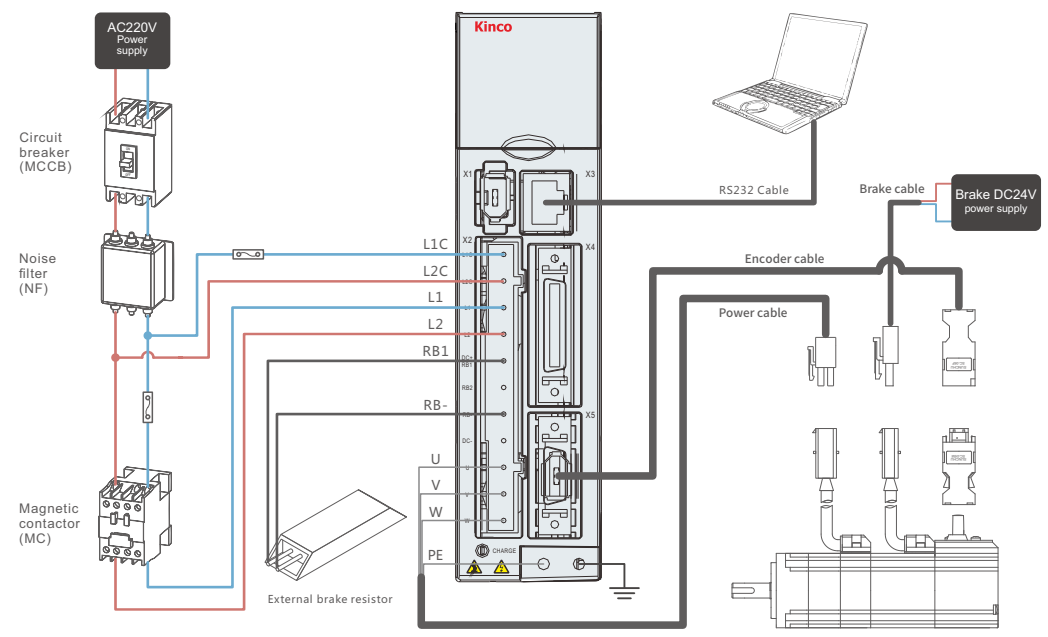 AC220V
Power
supply
Kinco
Circuit
breaker
(MCCB)
X1
X3
RS232 Cable
Brake cable
Brake DC24V
power supply
Noise
filter
(NF)
L1C
X2
X4
Encoder cable
L2C
L1
Power cable
L2
RB1
DC+
RB1
RB2
RB-
X5
DC-
U
V
W
Magnetic
contactor
(MC)
PE
CHARGE
External brake resistor